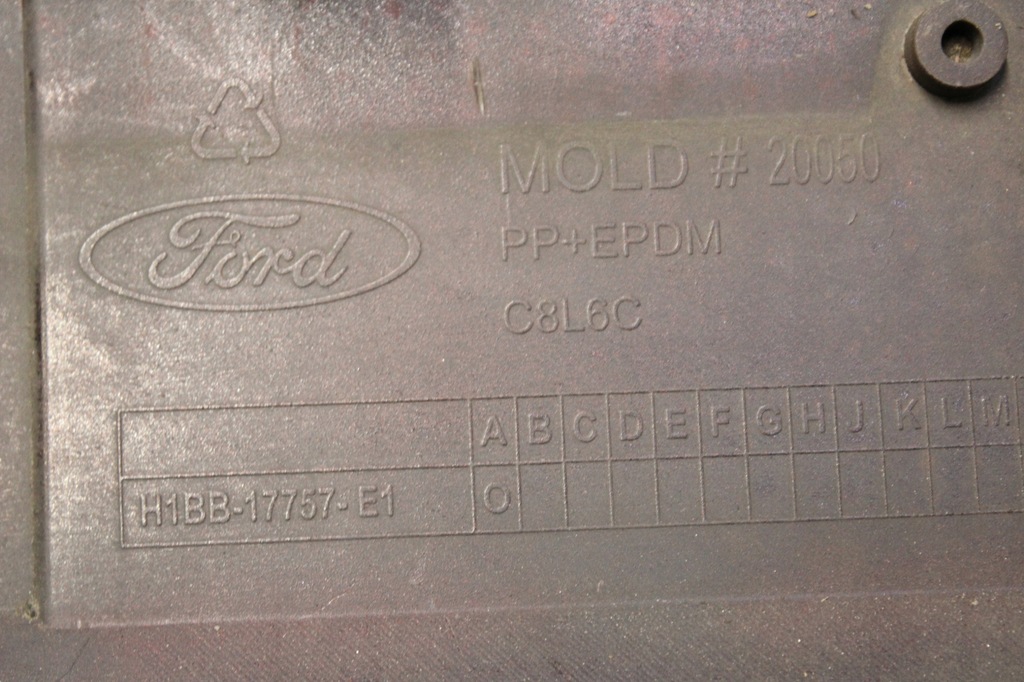 Ford
MOLD # 20050
PP+EPDM
C8L6C
A B C D E F G H J K L M
H1BB-17757- E1 O